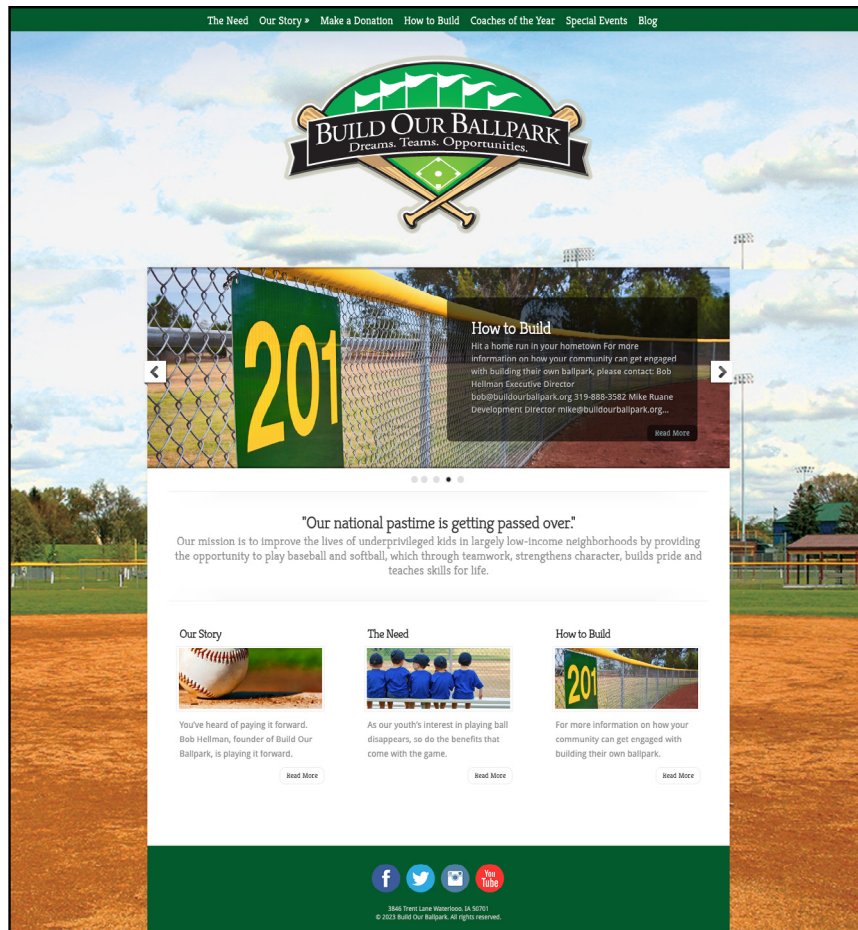 The Need Our Story » Make a Donation How to Build Coaches of the Year Special Events Blog
BUILD OUR BALLPARK
Dreams. Teams. Opportunities.
201
How to Build
Hit a home run in your hometown For more
information on how your community can get engaged
with building their own ballpark, please contact: Bob
Hellman Executive Director
bob@buildourballpark.org 319-888-3582 Mike Ruane
Development Director mike@buildourballpark.org...
Read More
"Our national pastime is getting passed over."
Our mission is to improve the lives of underprivileged kids in largely low-income neighborhoods by providing
the opportunity to play baseball and softball, which through teamwork, strengthens character, builds pride and
teaches skills for life.
Our Story
You've heard of paying it forward.
Bob Hellman, founder of Build Our
Ballpark, is playing it forward.
Read More
The Need
As our youth's interest in playing ball
disappears, so do the benefits that
come with the game.
Read More
How to Build
201
For more information on how your
community can get engaged with
building their own ballpark.
Read More
f
You
Tube
3846 Trent Lane Waterlooo, IA 50701
© 2023 Build Our Ballpark. All rights reserved.